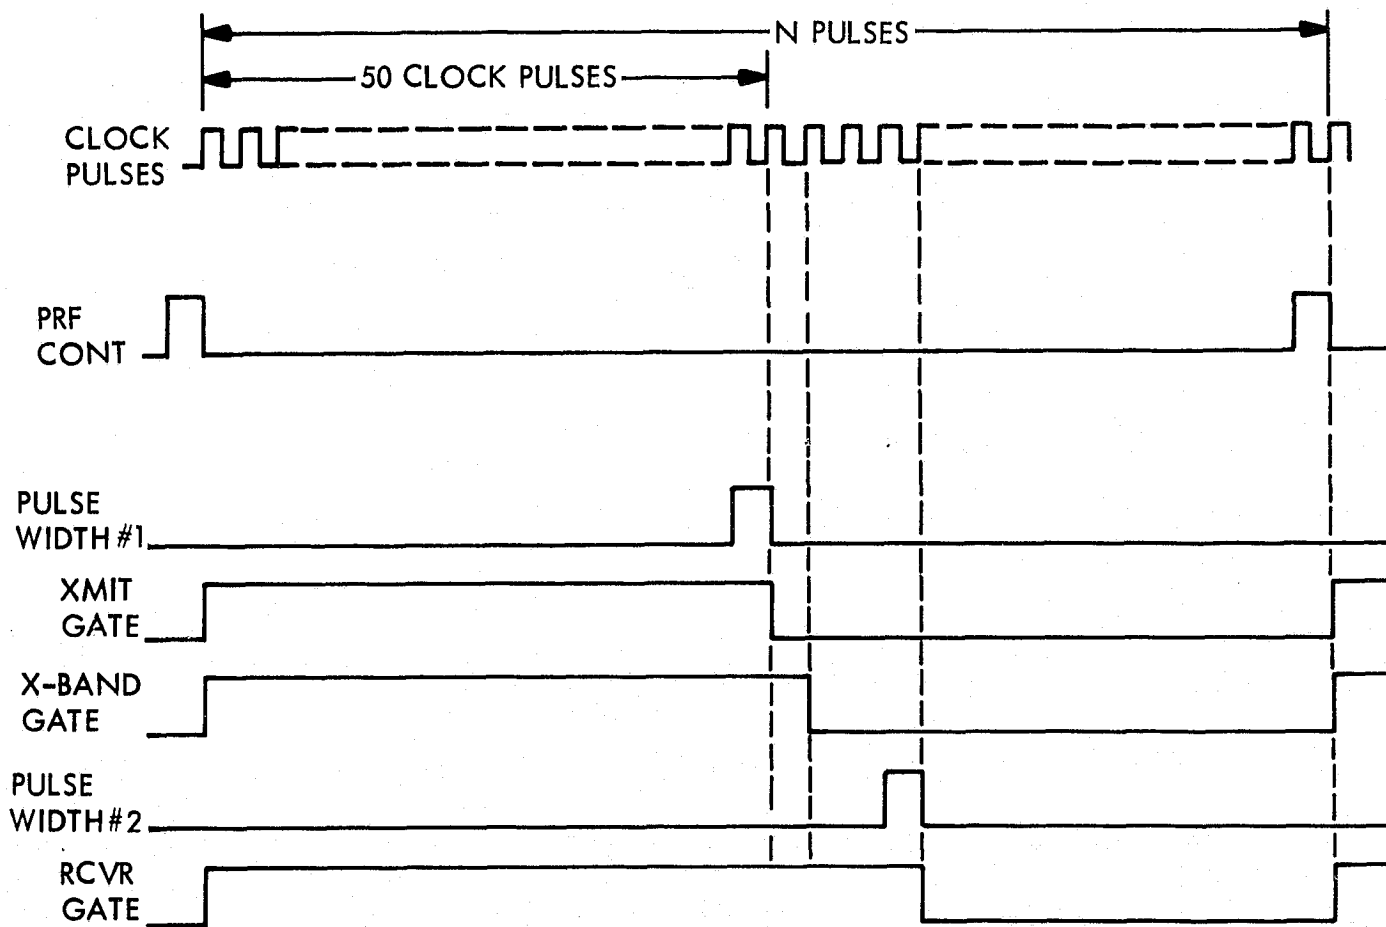 N PULSES
50 CLOCK PULSES
CLOCK
PULSES
PRF
CONT
PULSE
WIDTH #1
XMIT
GATE
X-BAND
GATE
PULSE
WIDTH #2
RCVR
GATE